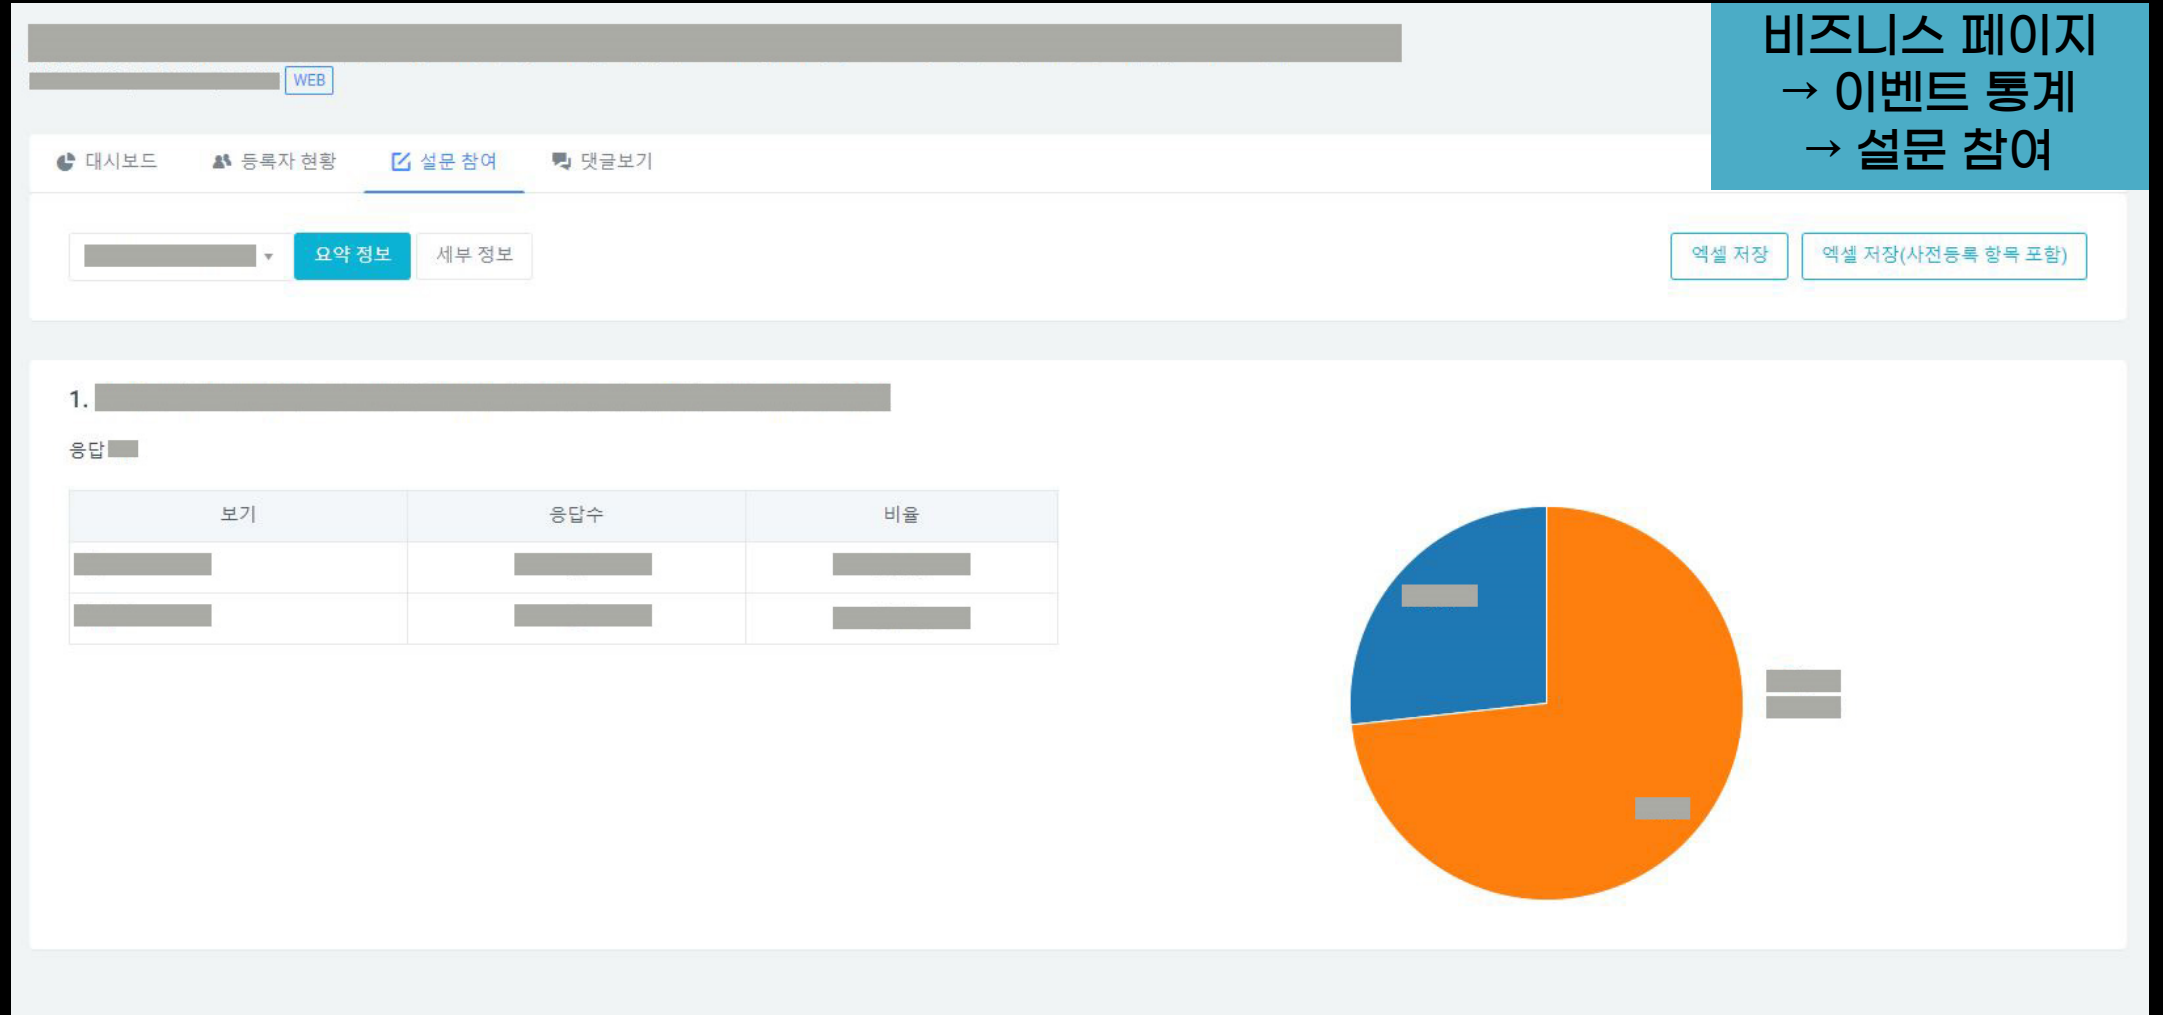 비즈니스 페이지
→ 이벤트 통계
→ 설문 참여
WEB
대시보드 등록자 현황 설문 참여 댓글보기
요약 정보 세부 정보 엑셀 저장 엑셀 저장(사전등록 항목 포함)
1.
응답
보기 응답수 비율